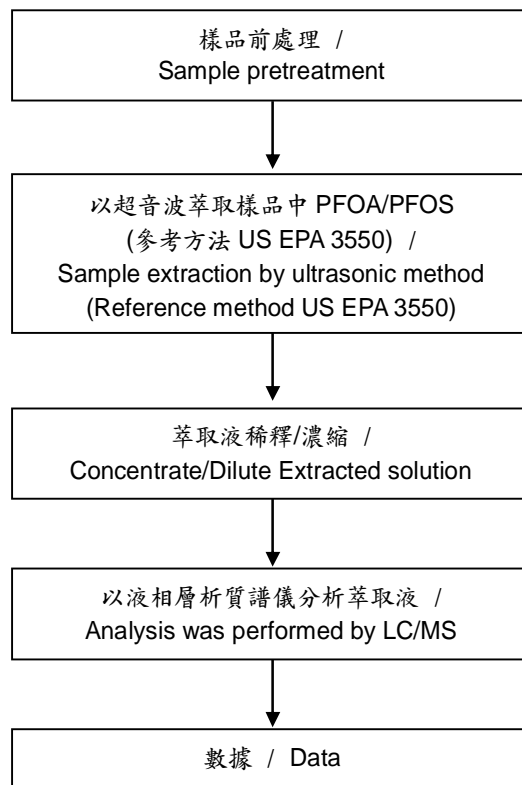 樣品前處理 /
Sample pretreatment
以超音波萃取樣品中 PFOA/PFOS
(參考方法 US EPA 3550) /
Sample extraction by ultrasonic method
(Reference method US EPA 3550)
萃取液稀釋/濃縮 /
Concentrate/Dilute Extracted solution
以液相層析質譜儀分析萃取液 /
Analysis was performed by LC/MS
數據 / Data